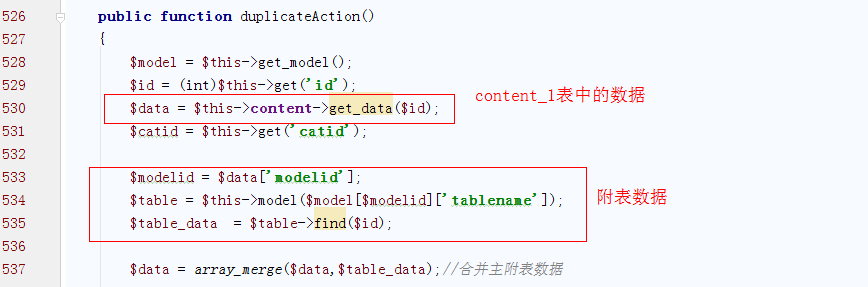 526 public function duplicateAction()
527 {
528 $model = $this->get_model();
529 $id = (int)$this->get('id');
530 $data = $this->content->get_data($id); content_1表中的数据
531 $catid = $this->get('catid');
532
533 $modelid = $data['modelid'];
534 $table = $this->model($model[$modelid]['tablename']); 附表数据
535 $table_data = $table->find($id);
536
537 $data = array_merge($data,$table_data);//合并主附表数据